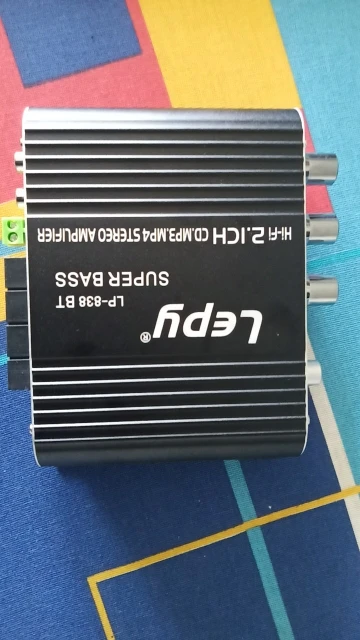 Lepy®
LP-838 BT
SUPER BASS
Hi-Fi 2.1CH CD.MP3.MP4 STEREO AMPLIFIER